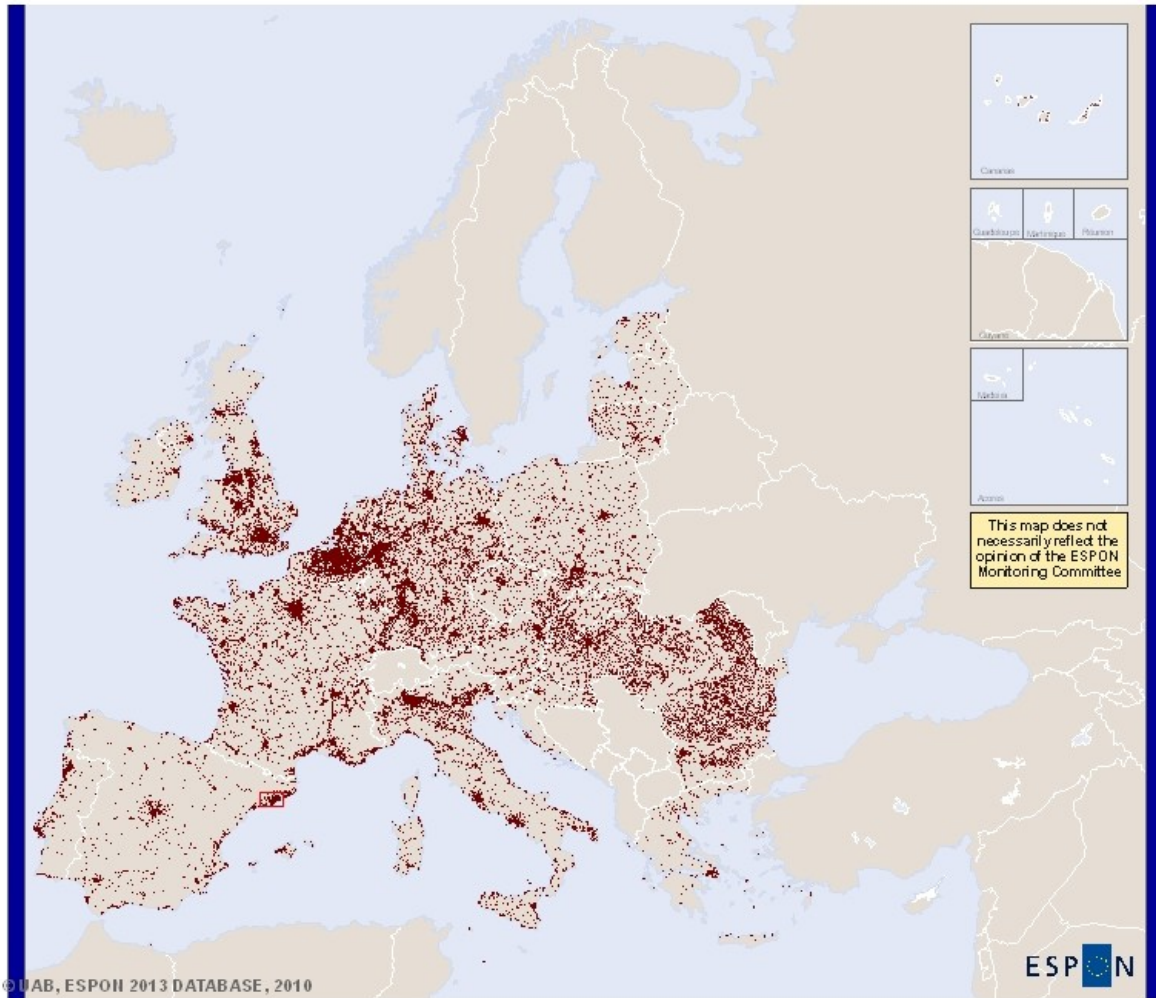 Canarias
Guadeloupe Martinique Réunion
Guyane
Madeira
Azores
This map does not
necessarily reflect the
opinion of the ESPON
Monitoring Committee
ESPON
© UAB, ESPON 2013 DATABASE, 2010